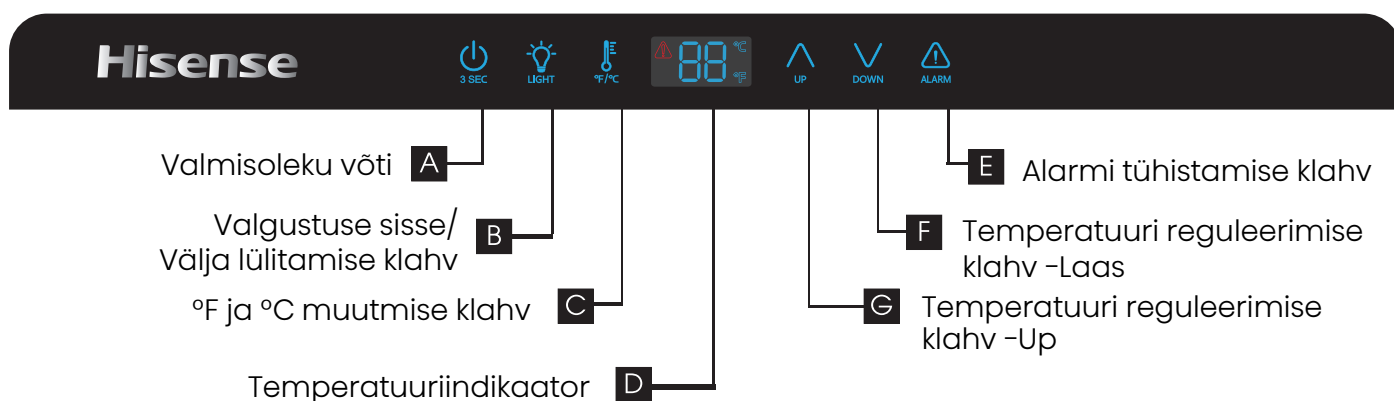 Hisense
3 SEC
LIGHT
°F/°C
88
°C
°F
UP
DOWN
ALARM
Valmisoleku võti A
Valgustuse sisse/
Välja lülitamise klahv B
°F ja °C muutmise klahv C
Temperatuuriindikaator D
E Alarmi tühistamise klahv
F Temperatuuri reguleerimise
klahv -Laas
G Temperatuuri reguleerimise
klahv -Up